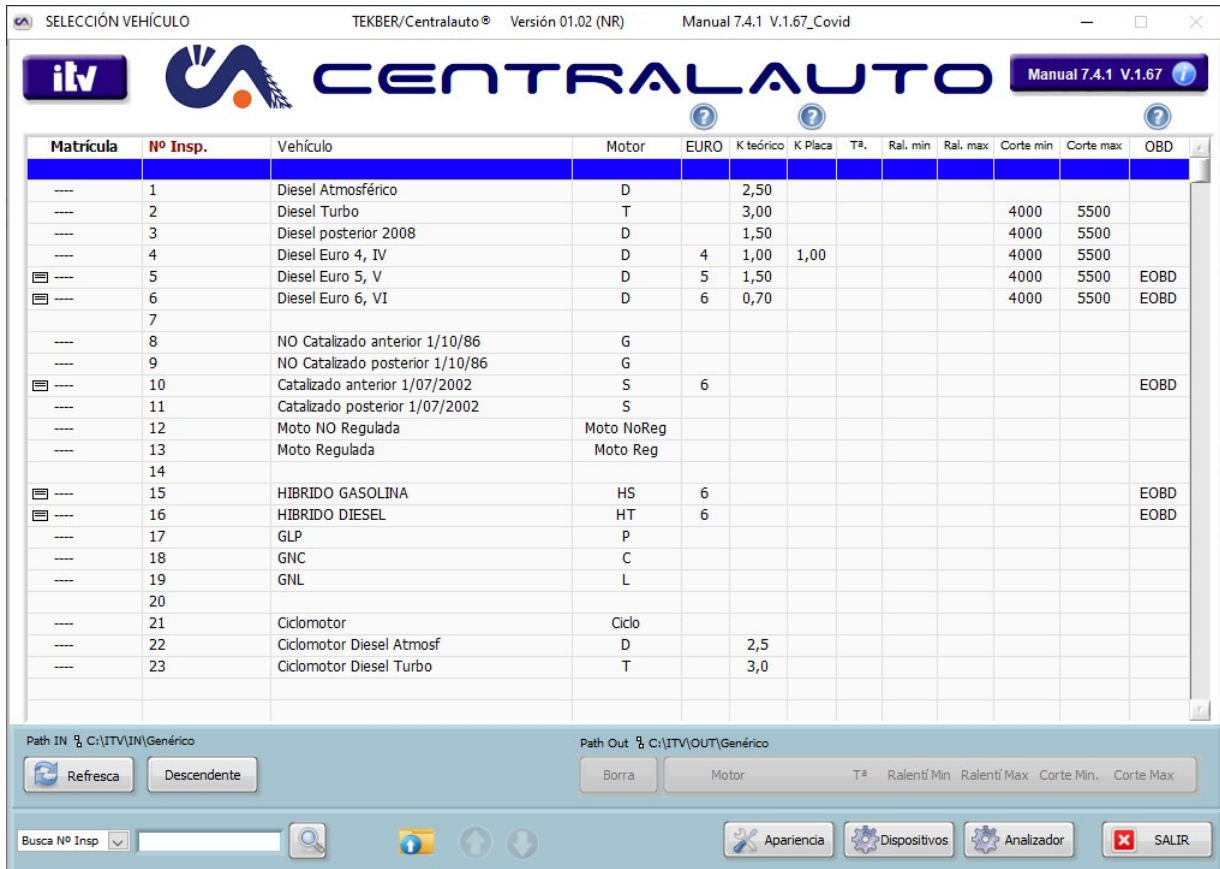 SELECCIÓN VEHÍCULO TEKBER/Centralauto® Versión 01.02 (NR) Manual 7.4.1 V.1.67_Covid
itv CENTRALAUTO Manual 7.4.1 V.1.67 i
? ? ?
Matrícula Nº Insp. Vehículo Motor EURO K teórico K Placa Tª. Ral. min Ral. max Corte min Corte max OBD
---- 1 Diesel Atmosférico D 2,50
---- 2 Diesel Turbo T 3,00 4000 5500
---- 3 Diesel posterior 2008 D 1,50 4000 5500
---- 4 Diesel Euro 4, IV D 4 1,00 1,00 4000 5500
---- 5 Diesel Euro 5, V D 5 1,50 4000 5500 EOBD
---- 6 Diesel Euro 6, VI D 6 0,70 4000 5500 EOBD
7
---- 8 NO Catalizado anterior 1/10/86 G
---- 9 NO Catalizado posterior 1/10/86 G
---- 10 Catalizado anterior 1/07/2002 S 6 EOBD
---- 11 Catalizado posterior 1/07/2002 S
---- 12 Moto NO Regulada Moto NoReg
---- 13 Moto Regulada Moto Reg
14
---- 15 HIBRIDO GASOLINA HS 6 EOBD
---- 16 HIBRIDO DIESEL HT 6 EOBD
---- 17 GLP P
---- 18 GNC C
---- 19 GNL L
20
---- 21 Ciclomotor Ciclo
---- 22 Ciclomotor Diesel Atmosf D 2,5
---- 23 Ciclomotor Diesel Turbo T 3,0
Path IN C:\ITV\IN\Genérico Path Out C:\ITV\OUT\Genérico
Refresca Descendente Borra Motor Tª Ralentí Min Ralentí Max Corte Min. Corte Max
Busca Nº Insp Apariencia Dispositivos Analizador SALIR